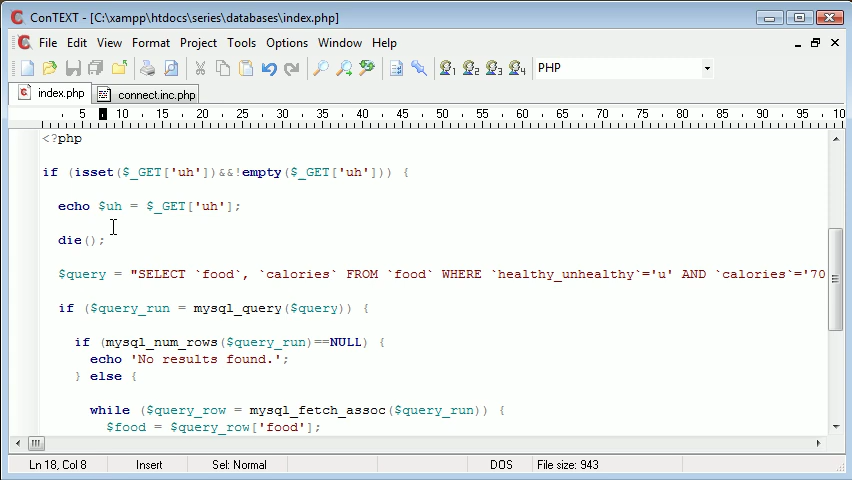 ConTEXT - [C:\xampp\htdocs\series\databases\index.php]
File Edit View Format Project Tools Options Window Help
1 2 3 4 PHP
index.php connect.inc.php
5 10 15 20 25 30 35 40 45 50 55 60 65 70 75 80 85 90 95 10
<?php
if (isset($_GET['uh'])&&!empty($_GET['uh'])) {
echo $uh = $_GET['uh'];
die();
$query = "SELECT `food`, `calories` FROM `food` WHERE `healthy_unhealthy`='u' AND `calories`='70
if ($query_run = mysql_query($query)) {
if (mysql_num_rows($query_run)==NULL) {
echo 'No results found.';
} else {
while ($query_row = mysql_fetch_assoc($query_run)) {
$food = $query_row['food'];
Ln 18, Col 8 Insert Sel: Normal DOS File size: 943